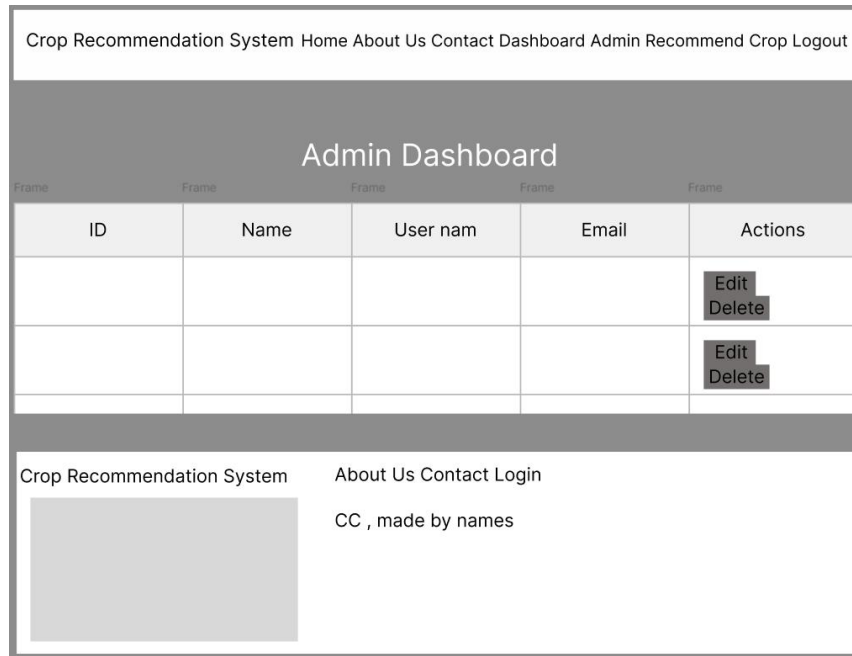 Crop Recommendation System Home About Us Contact Dashboard Admin Recommend Crop Logout
Admin Dashboard
Frame Frame Frame Frame Frame
ID Name User nam Email Actions
Edit
Delete
Edit
Delete
Crop Recommendation System
About Us Contact Login
CC , made by names